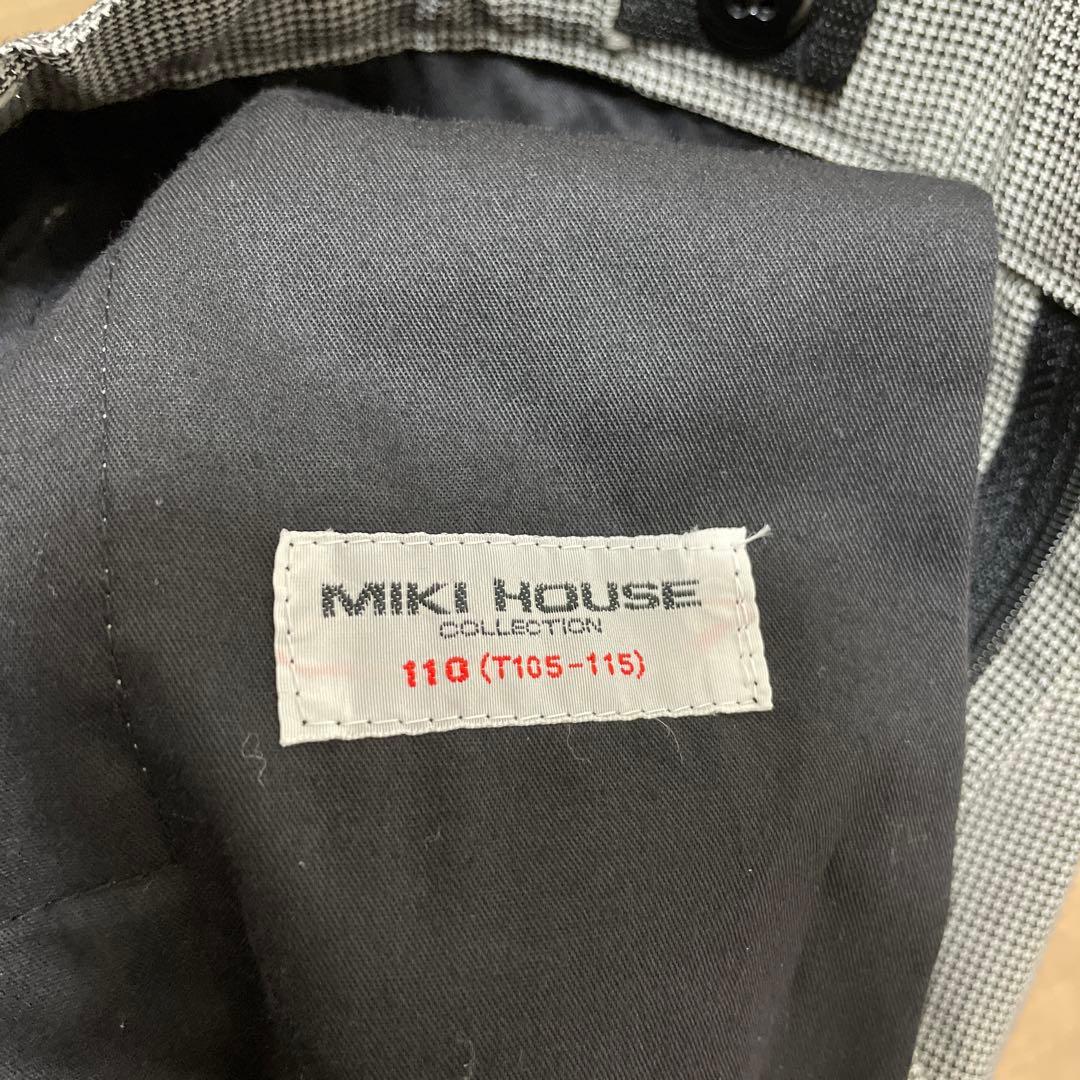 MIKI HOUSE
COLLECTION
110 (T105-115)